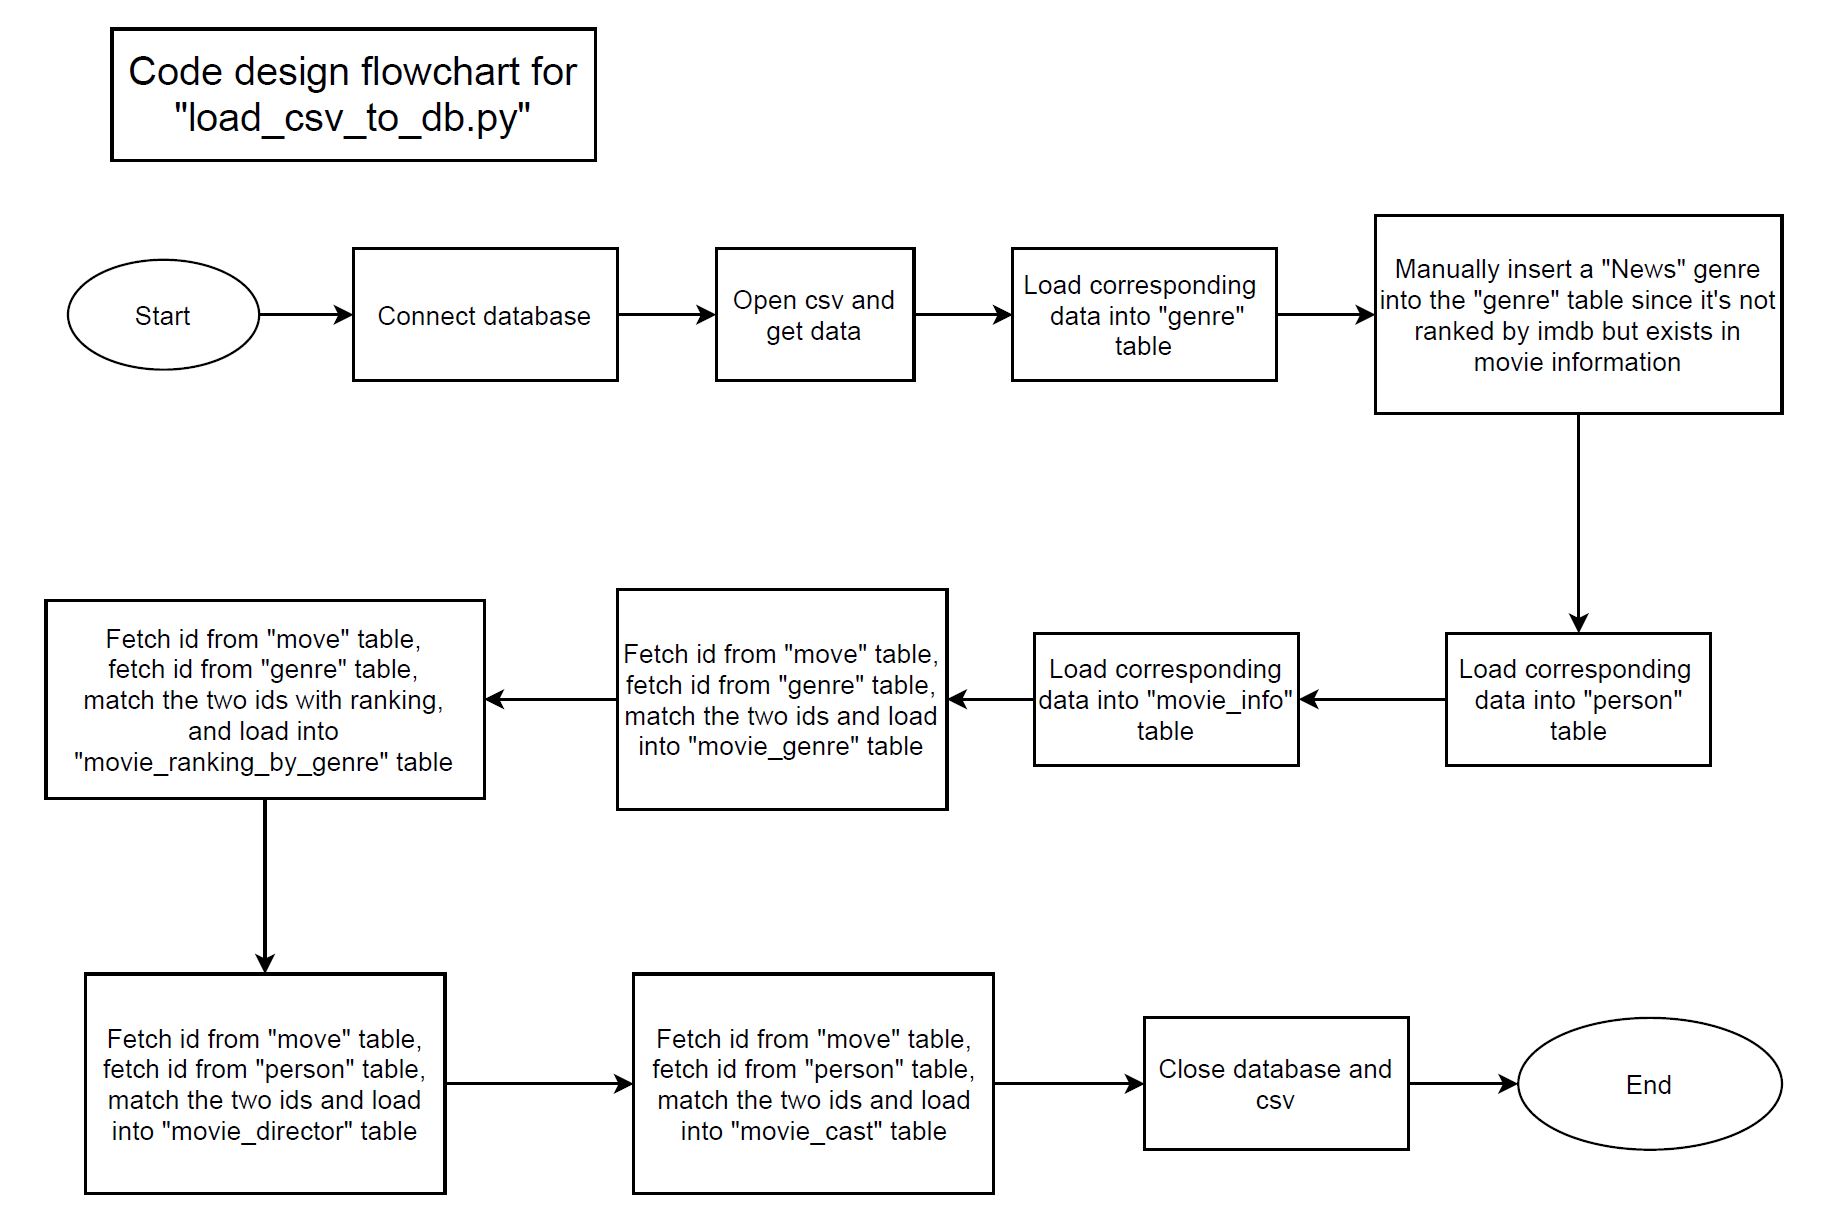 Code design flowchart for
"load_csv_to_db.py"
Start
Connect database
Open csv and
get data
Load corresponding
data into "genre"
table
Manually insert a "News" genre
into the "genre" table since it's not
ranked by imdb but exists in
movie information
Load corresponding
data into "person"
table
Load corresponding
data into "movie_info"
table
Fetch id from "move" table,
fetch id from "genre" table,
match the two ids and load
into "movie_genre" table
Fetch id from "move" table,
fetch id from "genre" table,
match the two ids with ranking,
and load into
"movie_ranking_by_genre" table
Fetch id from "move" table,
fetch id from "person" table,
match the two ids and load
into "movie_director" table
Fetch id from "move" table,
fetch id from "person" table,
match the two ids and load
into "movie_cast" table
Close database and
csv
End